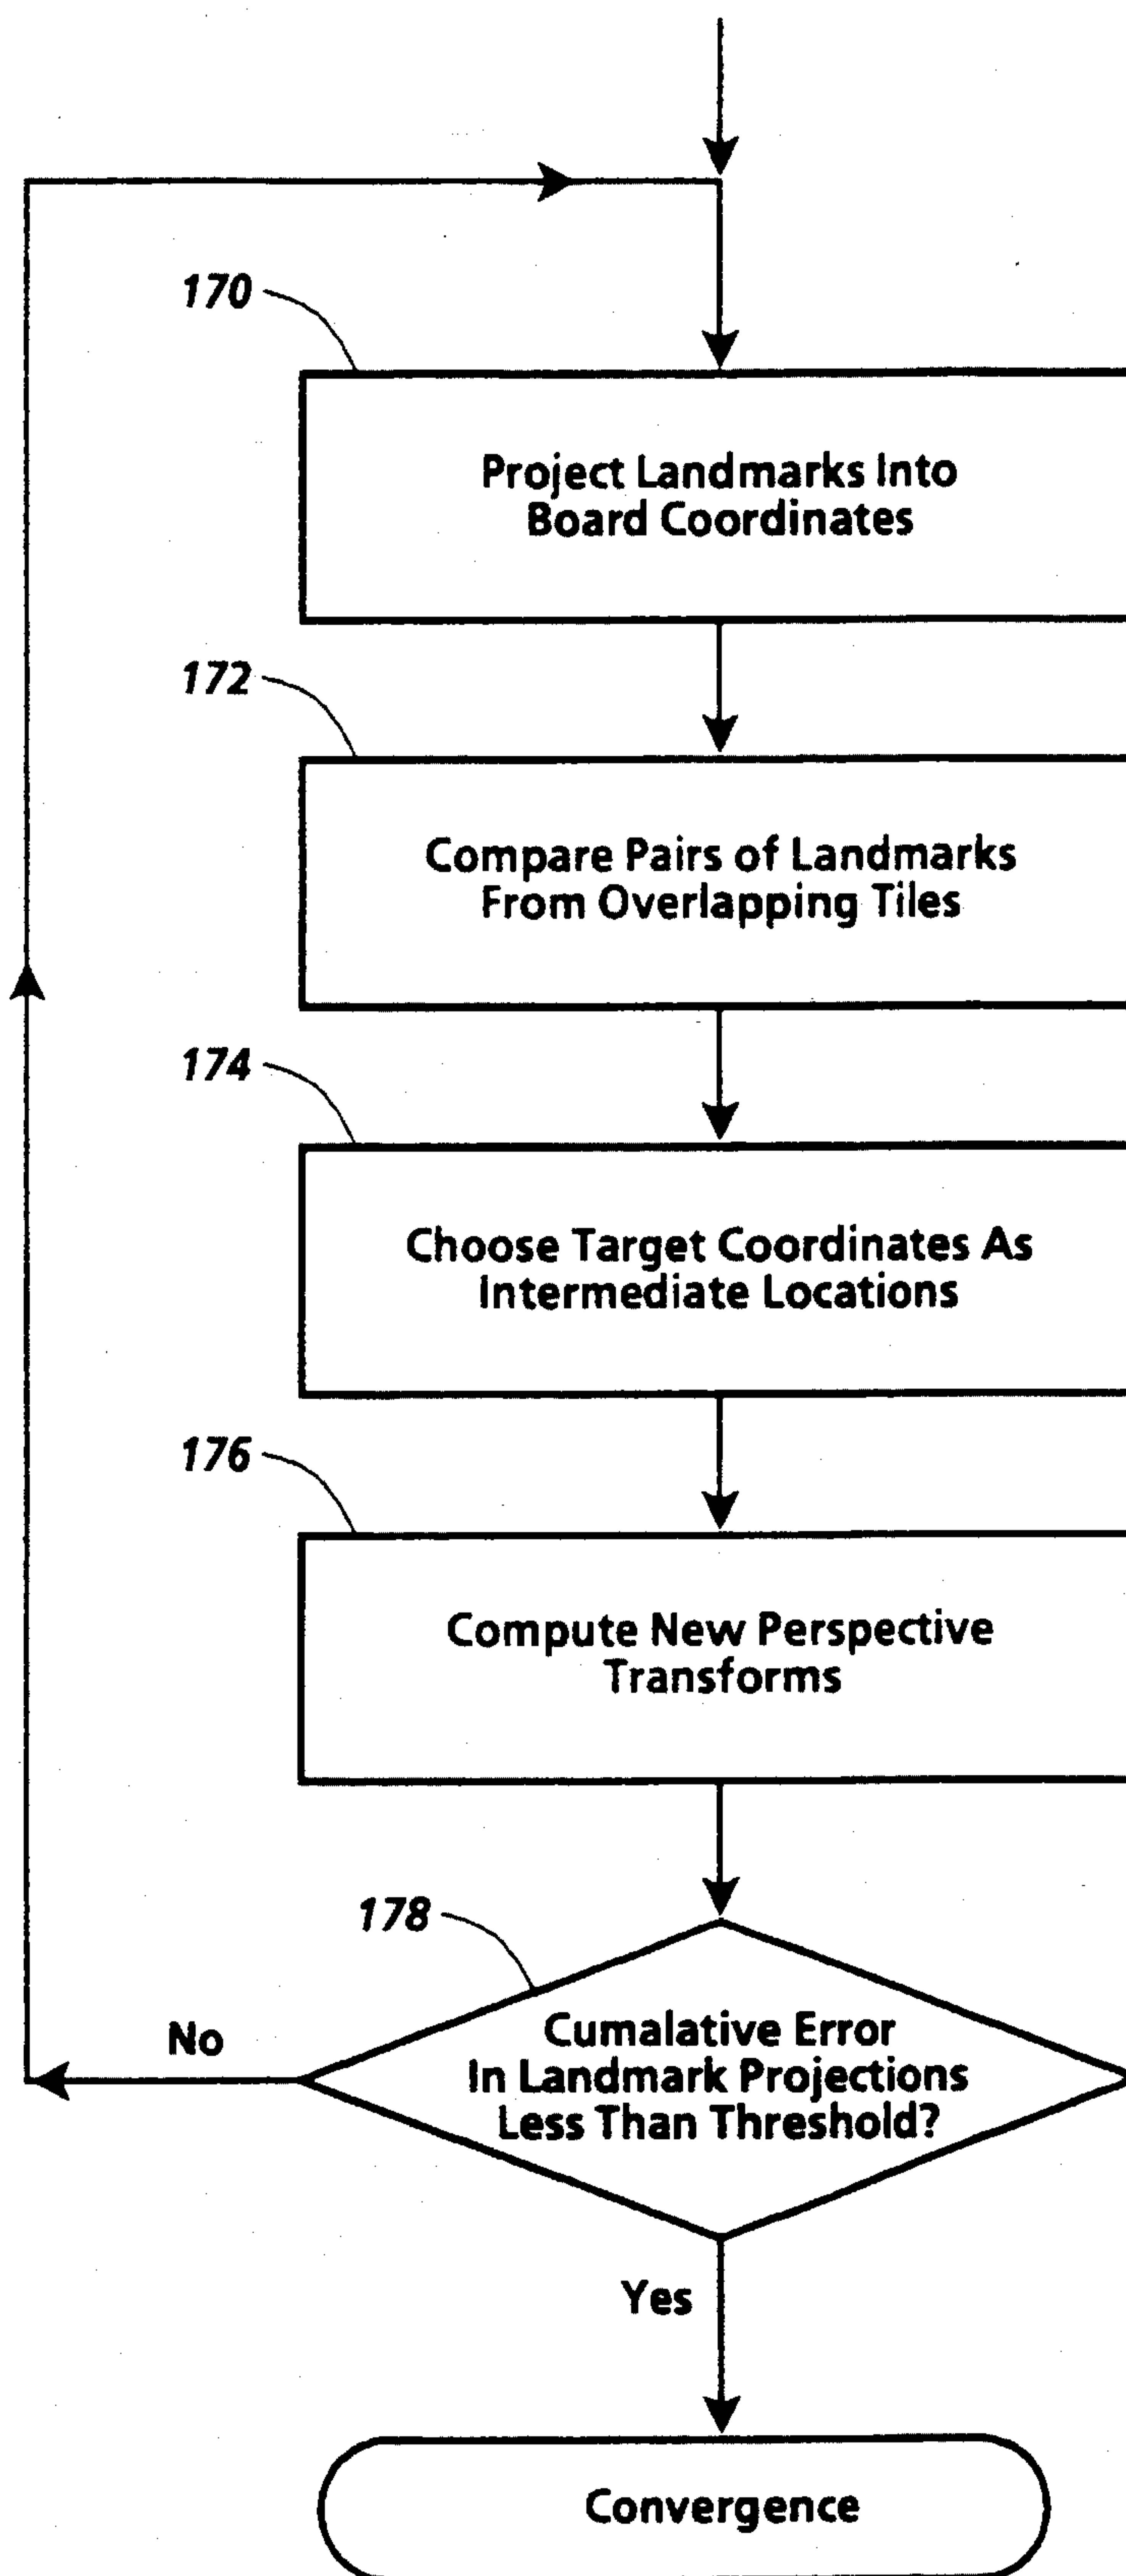 170
Project Landmarks Into
Board Coordinates
172
Compare Pairs of Landmarks
From Overlapping Tiles
174
Choose Target Coordinates As
Intermediate Locations
176
Compute New Perspective
Transforms
178
Cumalative Error
In Landmark Projections
Less Than Threshold?
No
Yes
Convergence